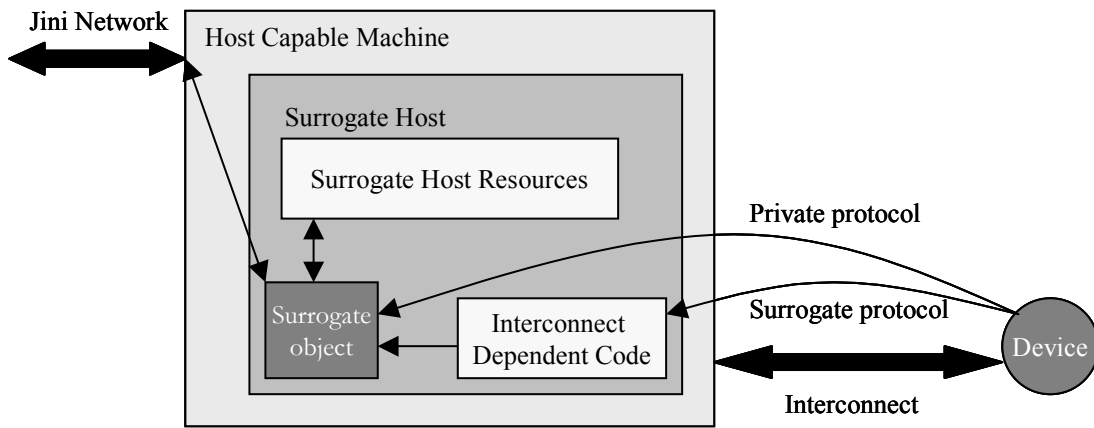 Jini Network
Host Capable Machine
Surrogate Host
Surrogate Host Resources
Private protocol
Surrogate protocol
Surrogate
object
Interconnect
Dependent Code
Device
Interconnect